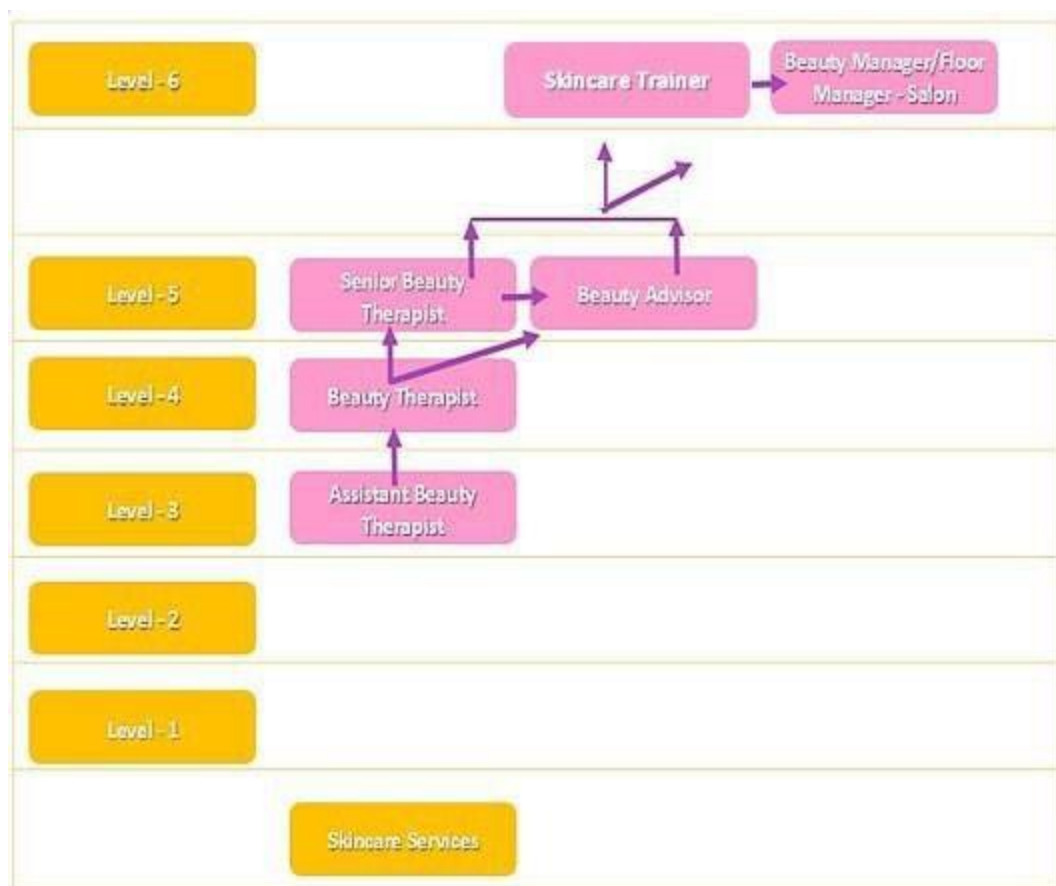 Level - 6
Skincare Trainer
Beauty Manager/Floor
Manager - Salon
Level - 5
Senior Beauty
Therapist
Beauty Advisor
Level - 4
Beauty Therapist
Level - 3
Assistant Beauty
Therapist
Level - 2
Level - 1
Skincare Services